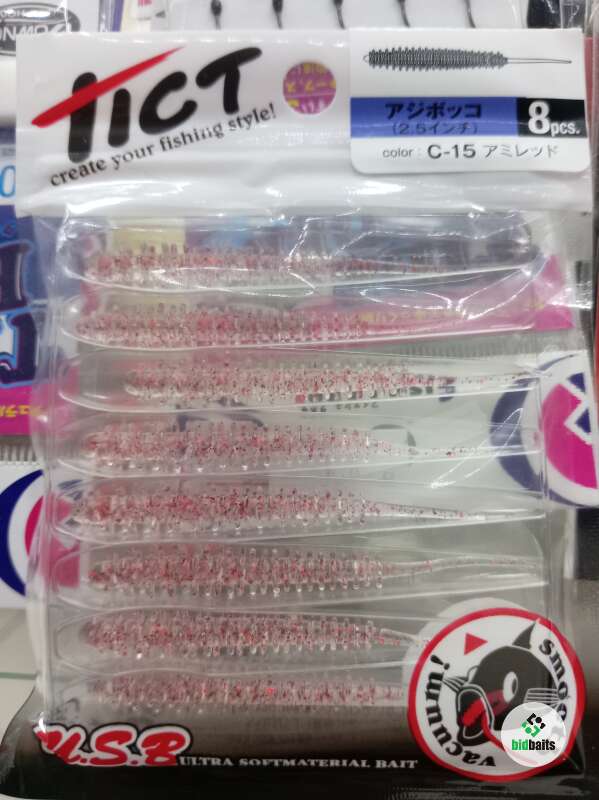 TICT
create your fishing style!
アジボッコ
(2.5インチ)
8pcs.
color : C-15 アミレッド
vacuum!
smoe
U.S.B
ULTRA SOFTMATERIAL BAIT
bidbaits